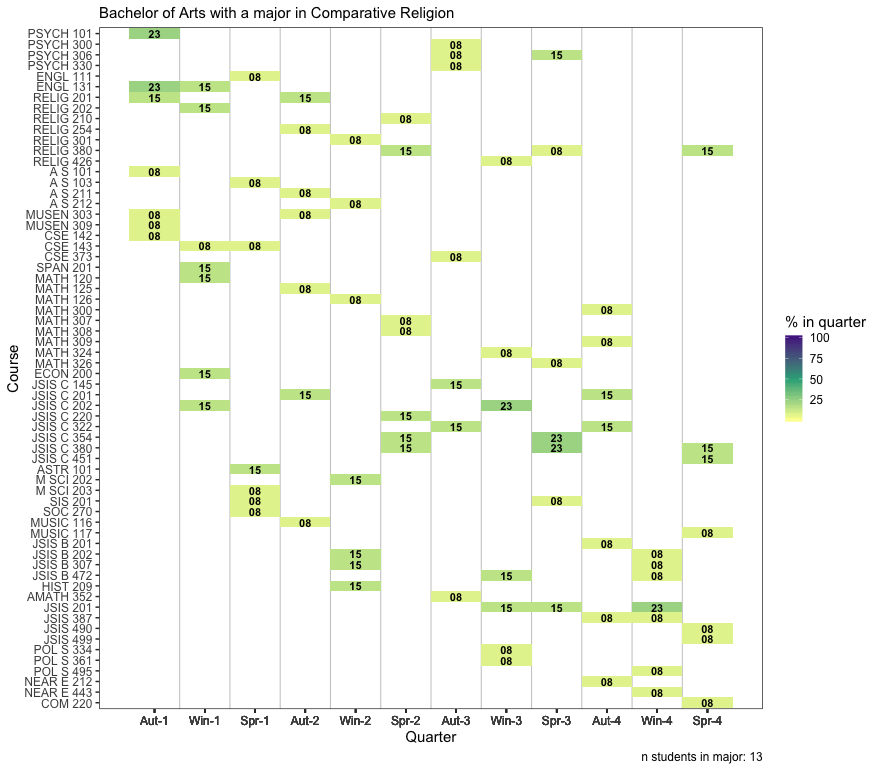 Bachelor of Arts with a major in Comparative Religion
PSYCH 101 23
PSYCH 300 08
PSYCH 306 08 15
PSYCH 330 08
ENGL 111 08
ENGL 131 23 15
RELIG 201 15 15
RELIG 202 15
RELIG 210 08
RELIG 254 08
RELIG 301 08
RELIG 380 15 08 15
RELIG 426 08
A S 101 08
A S 103 08
A S 211 08
A S 212 08
MUSEN 303 08 08
MUSEN 309 08
CSE 142 08
CSE 143 08 08
CSE 373 08
SPAN 201 15
MATH 120 15
MATH 125 08
MATH 126 08
MATH 300 08
MATH 307 08
MATH 308 08
MATH 309 08
MATH 324 08
MATH 326 08
ECON 200 15
JSIS C 145 15
JSIS C 201 15 15
JSIS C 202 15 23
JSIS C 220 15
JSIS C 322 15 15
JSIS C 354 15 23
JSIS C 380 15 23 15
JSIS C 451 15
ASTR 101 15
M SCI 202 15
M SCI 203 08
SIS 201 08 08
SOC 270 08
MUSIC 116 08
MUSIC 117 08
JSIS B 201 08
JSIS B 202 15 08
JSIS B 307 15 08
JSIS B 472 15 08
HIST 209 15
AMATH 352 08
JSIS 201 15 15 23
JSIS 387 08 08
JSIS 490 08
JSIS 499 08
POL S 334 08
POL S 361 08
POL S 495 08
NEAR E 212 08
NEAR E 443 08
COM 220 08
Course
Aut-1 Win-1 Spr-1 Aut-2 Win-2 Spr-2 Aut-3 Win-3 Spr-3 Aut-4 Win-4 Spr-4
Quarter
% in quarter
100
75
50
25
n students in major: 13